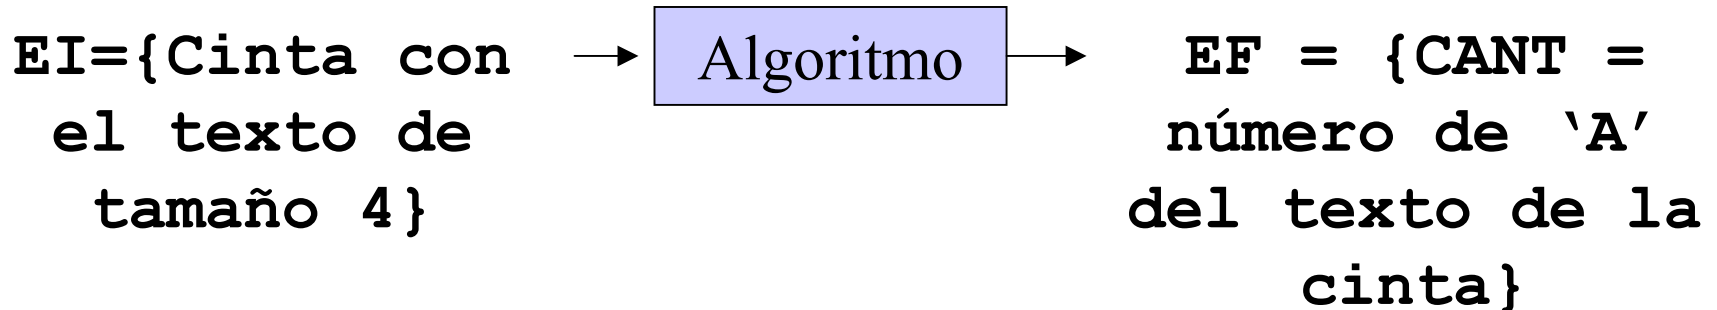 EI={Cinta con
el texto de
tamaño 4}
Algoritmo
EF = {CANT =
número de ‘A’
del texto de la
cinta}